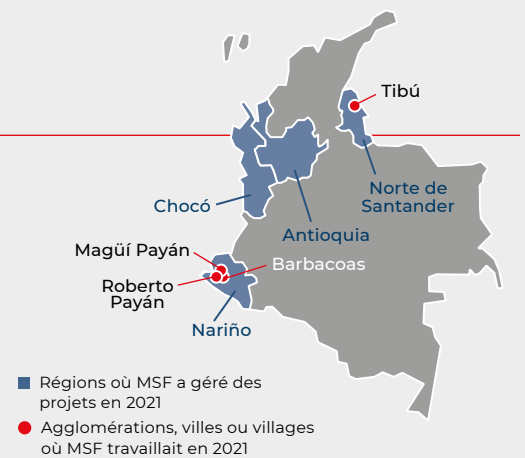 Tibú
Norte de
Santander
Chocó
Antioquia
Magüí Payán
Barbacoas
Roberto
Payán
Nariño
Régions où MSF a géré des
projets en 2021
Agglomérations, villes ou villages
où MSF travaillait en 2021